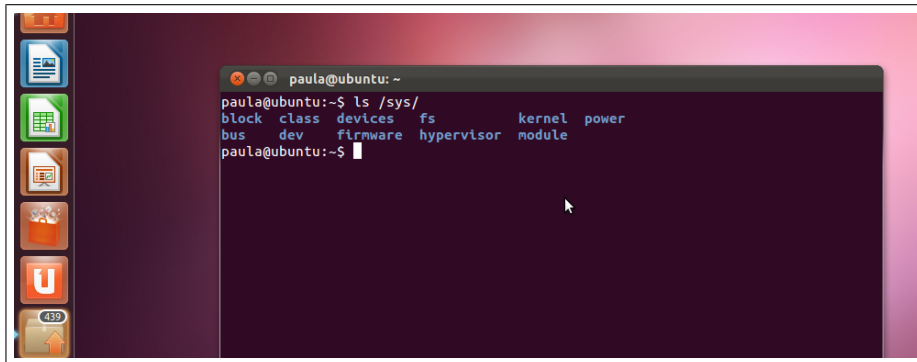 paula@ubuntu: ~
paula@ubuntu:~$ ls /sys/
block class devices fs kernel power
bus dev firmware hypervisor module
paula@ubuntu:~$
439